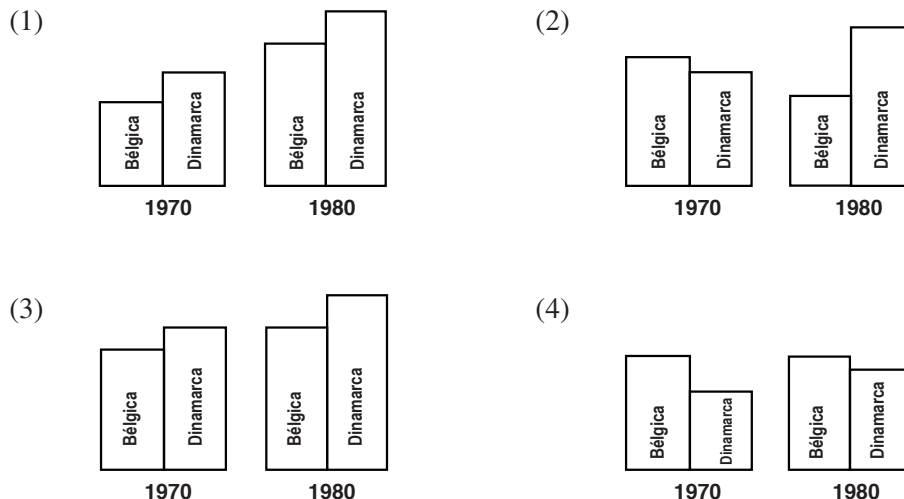 (1)
Bélgica
Dinamarca
Bélgica
Dinamarca
1970
1980
(2)
Bélgica
Dinamarca
Bélgica
Dinamarca
1970
1980
(3)
Bélgica
Dinamarca
Bélgica
Dinamarca
1970
1980
(4)
Bélgica
Dinamarca
Bélgica
Dinamarca
1970
1980